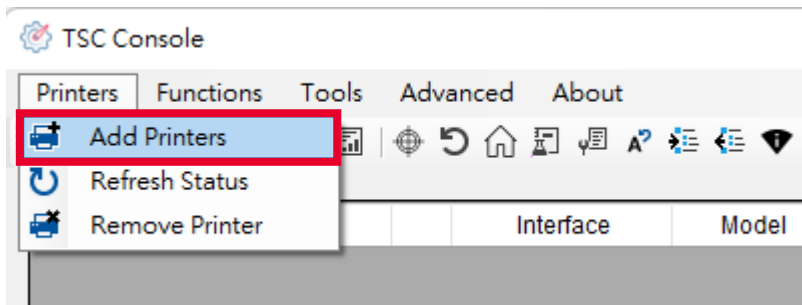 TSC Console
Printers Functions Tools Advanced About
Add Printers
Refresh Status
Remove Printer
Interface Model